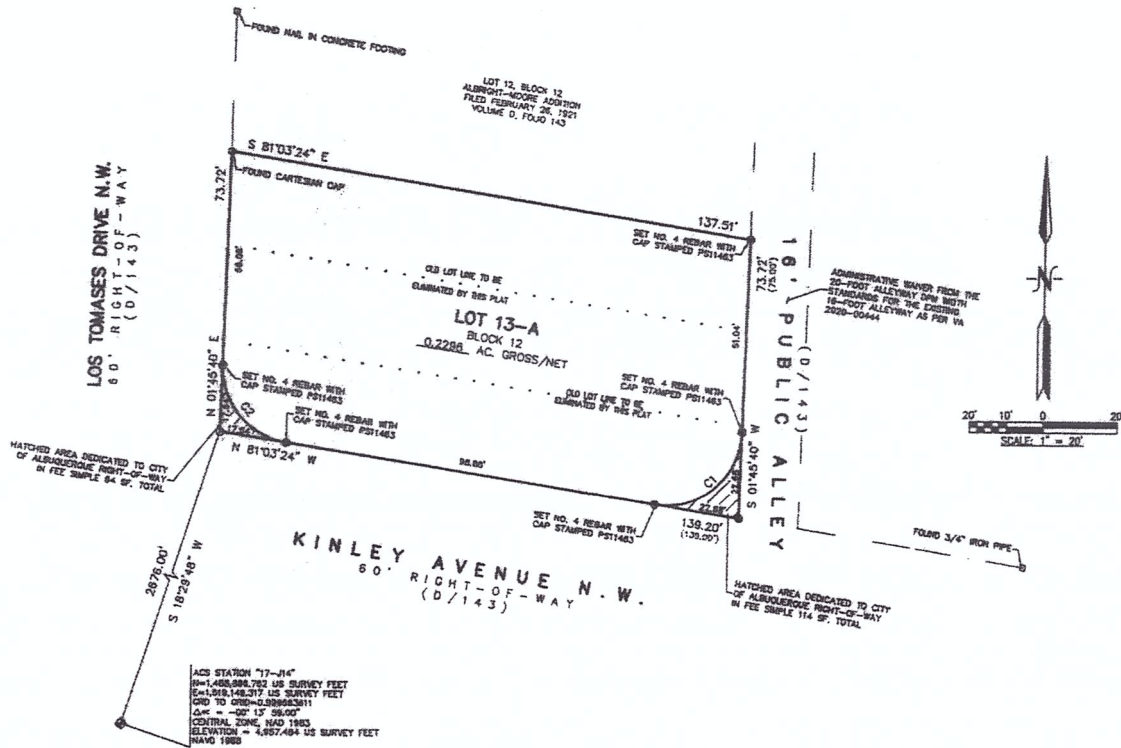 FOUND NAIL IN CONCRETE FOOTING
LOT 12, BLOCK 12
ALBRIGHT-MOORE ADDITION
FILED FEBRUARY 26, 1921
VOLUME D, FOLIO 143
S 81°03'24" E
FOUND CARTESIAN CAP
137.51'
SET NO. 4 REBAR WITH
CAP STAMPED PS11463
LOS TOMASES DRIVE N.W.
60' RIGHT-OF-WAY
(D/143)
73.72'
OLD LOT LINE TO BE
ELIMINATED BY THIS PLAT
LOT 13-A
BLOCK 12
0.2296 AC. GROSS/NET
73.72'
(75.00')
51.04'
16' PUBLIC ALLEY
(D/143)
ADMINISTRATIVE WAIVER FROM THE
20-FOOT ALLEYWAY DPM WIDTH
STANDARDS FOR THE EXISTING
16-FOOT ALLEYWAY AS PER VA
2020-00444
N
20' 10' 0 20'
SCALE: 1" = 20'
N 01°45'40" E
SET NO. 4 REBAR WITH
CAP STAMPED PS11463
SET NO. 4 REBAR WITH
CAP STAMPED PS11463
C2
N 81°03'24" W
SET NO. 4 REBAR WITH
CAP STAMPED PS11463
OLD LOT LINE TO BE
ELIMINATED BY THIS PLAT
S 01°45'40" W
C1
SET NO. 4 REBAR WITH
CAP STAMPED PS11463
139.20'
(139.00')
HATCHED AREA DEDICATED TO CITY
OF ALBUQUERQUE RIGHT-OF-WAY
IN FEE SIMPLE 64 SF. TOTAL
KINLEY AVENUE N.W.
60' RIGHT-OF-WAY
(D/143)
FOUND 3/4" IRON PIPE
HATCHED AREA DEDICATED TO CITY
OF ALBUQUERQUE RIGHT-OF-WAY
IN FEE SIMPLE 114 SF. TOTAL
2676.00'
S 18°29'48" W
ACS STATION "17-J14"
US SURVEY FEET
US SURVEY FEET
GRD TO GRID=
CENTRAL ZONE, NAD 1983
ELEVATION = US SURVEY FEET
NAVD 1988